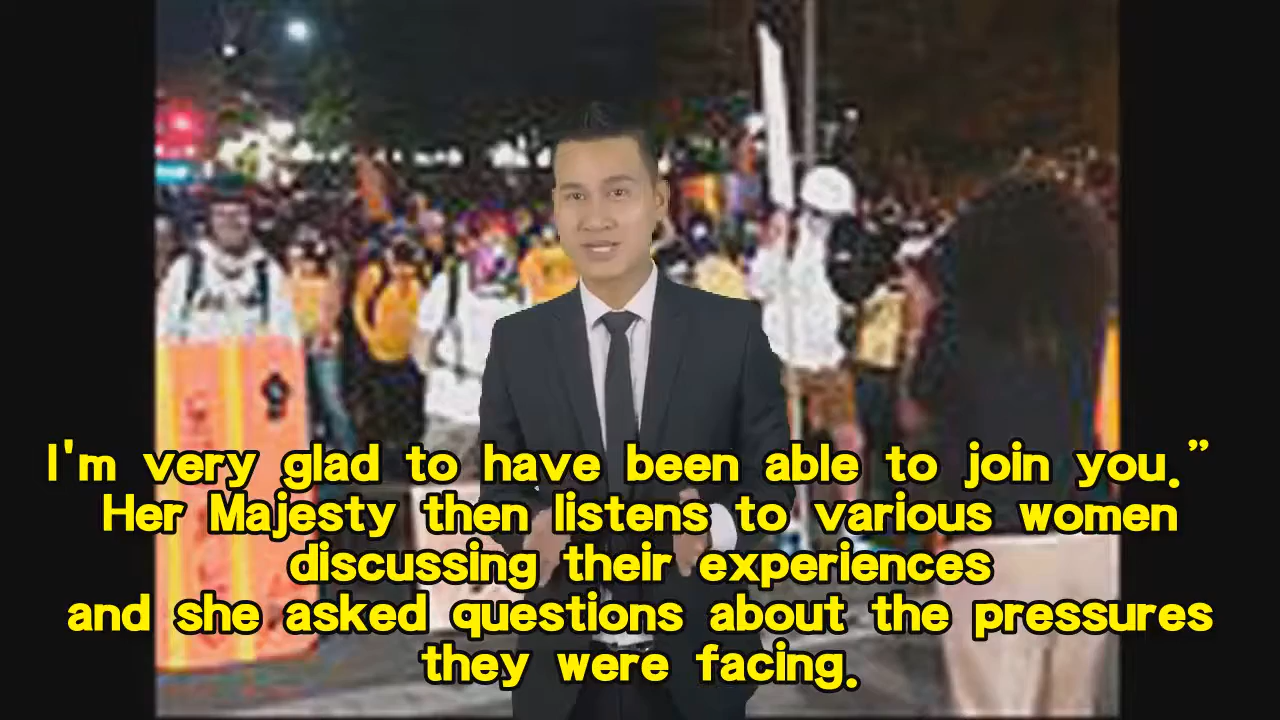 I'm very glad to have been able to join you.”
Her Majesty then listens to various women
discussing their experiences
and she asked questions about the pressures
they were facing.